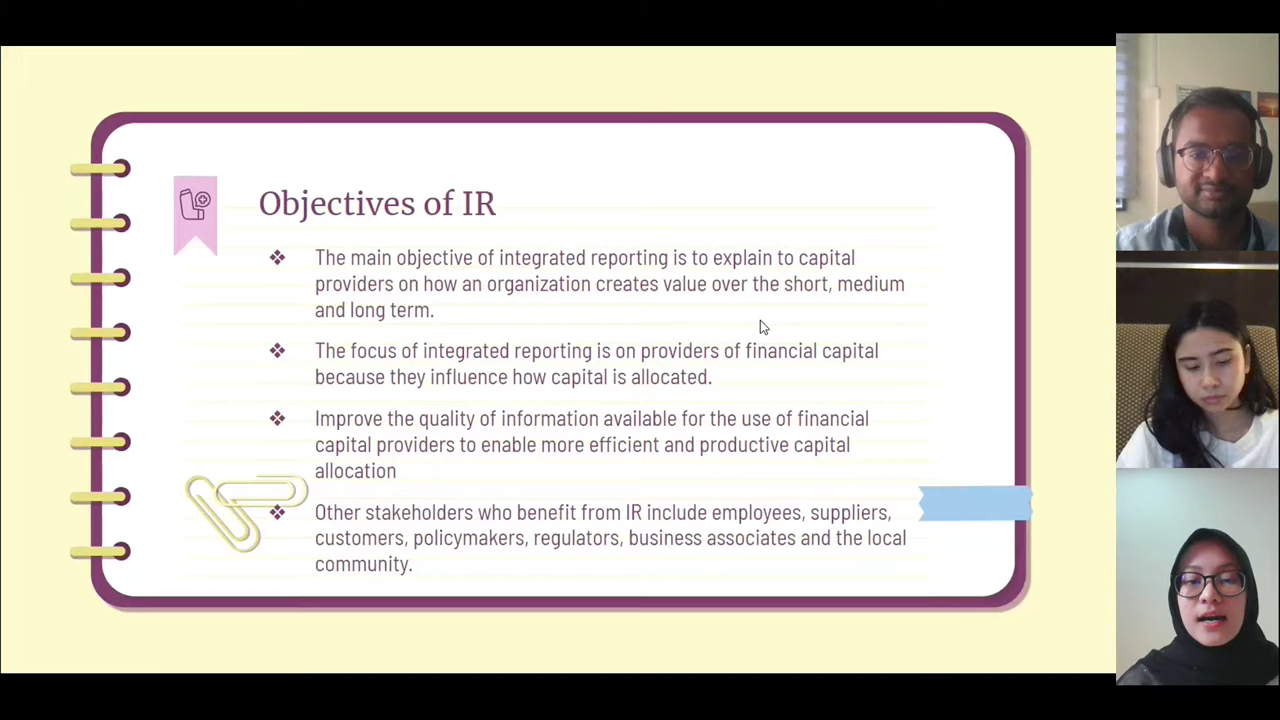 Objectives of IR
❖ The main objective of integrated reporting is to explain to capital
providers on how an organization creates value over the short, medium
and long term.
❖ The focus of integrated reporting is on providers of financial capital
because they influence how capital is allocated.
❖ Improve the quality of information available for the use of financial
capital providers to enable more efficient and productive capital
allocation
❖ Other stakeholders who benefit from IR include employees, suppliers,
customers, policymakers, regulators, business associates and the local
community.